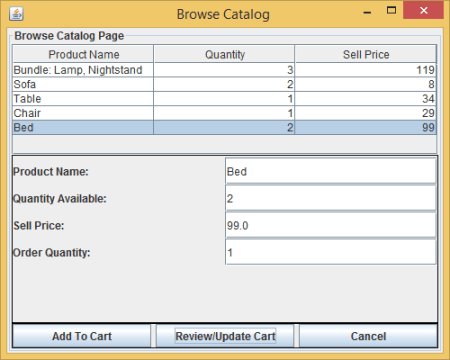 Browse Catalog
Browse Catalog Page
Product Name Quantity Sell Price
Bundle: Lamp, Nightstand 3 119
Sofa 2 8
Table 1 34
Chair 1 29
Bed 2 99
Product Name: Bed
Quantity Available: 2
Sell Price: 99.0
Order Quantity: 1
Add To Cart Review/Update Cart Cancel